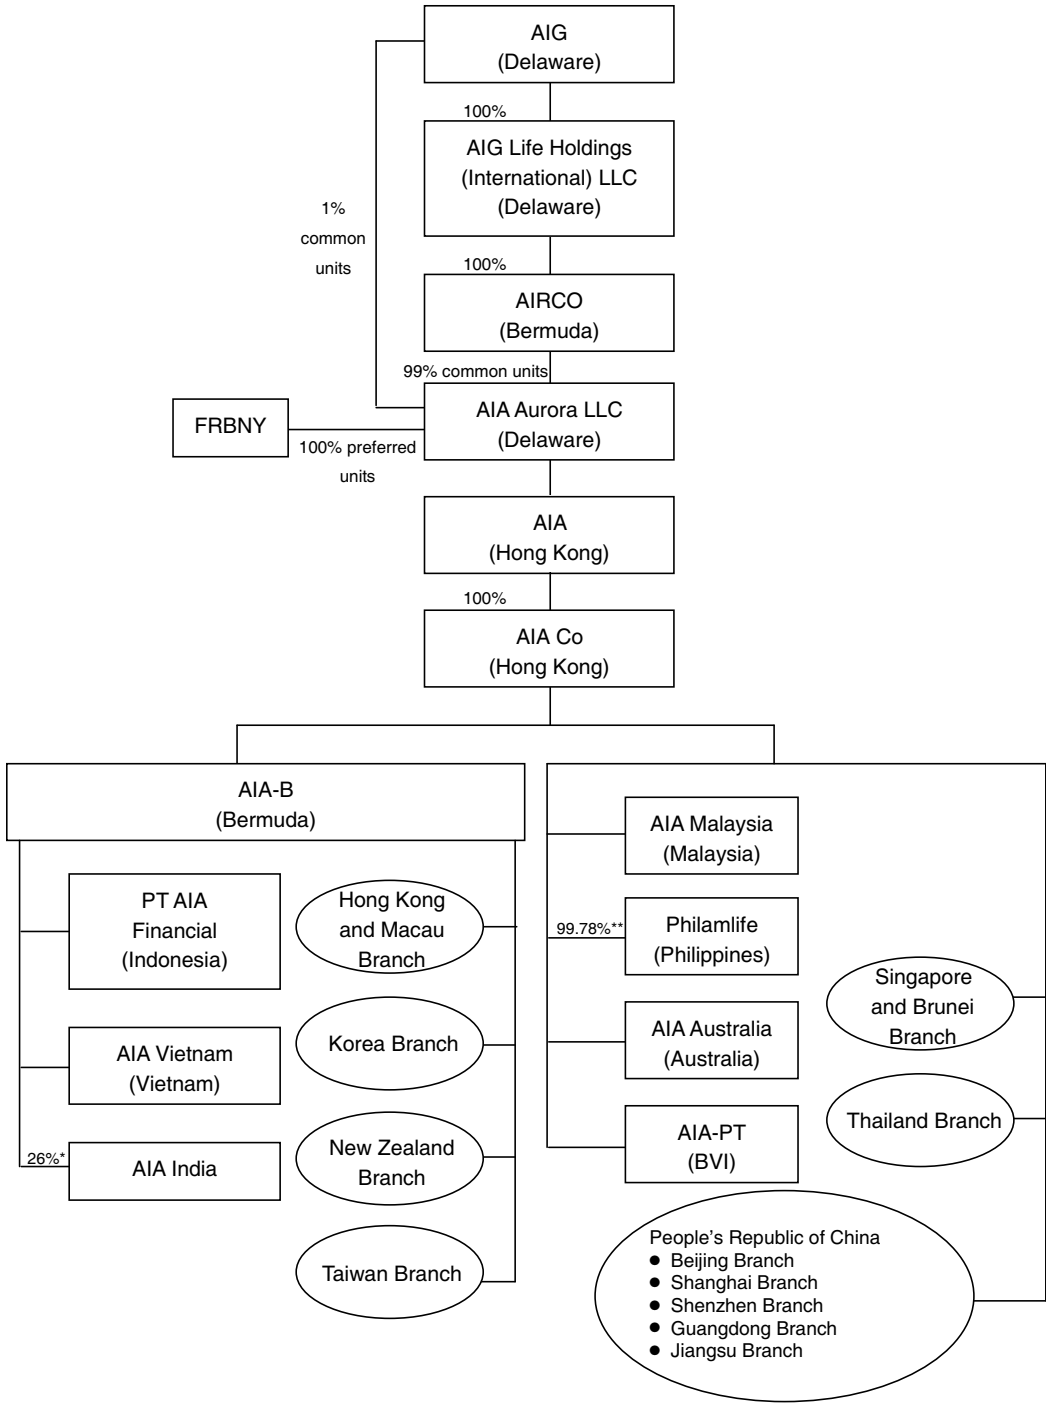 AIG
(Delaware)
100%
AIG Life Holdings
(International) LLC
(Delaware)
1%
common
units
100%
AIRCO
(Bermuda)
99% common units
AIA Aurora LLC
(Delaware)
FRBNY
100% preferred
units
AIA
(Hong Kong)
100%
AIA Co
(Hong Kong)
AIA-B
(Bermuda)
PT AIA
Financial
(Indonesia)
AIA Vietnam
(Vietnam)
26%*
AIA India
Hong Kong
and Macau
Branch
Korea Branch
New Zealand
Branch
Taiwan Branch
AIA Malaysia
(Malaysia)
99.78%**
Philamlife
(Philippines)
AIA Australia
(Australia)
AIA-PT
(BVI)
Singapore
and Brunei
Branch
Thailand Branch
People’s Republic of China
● Beijing Branch
● Shanghai Branch
● Shenzhen Branch
● Guangdong Branch
● Jiangsu Branch